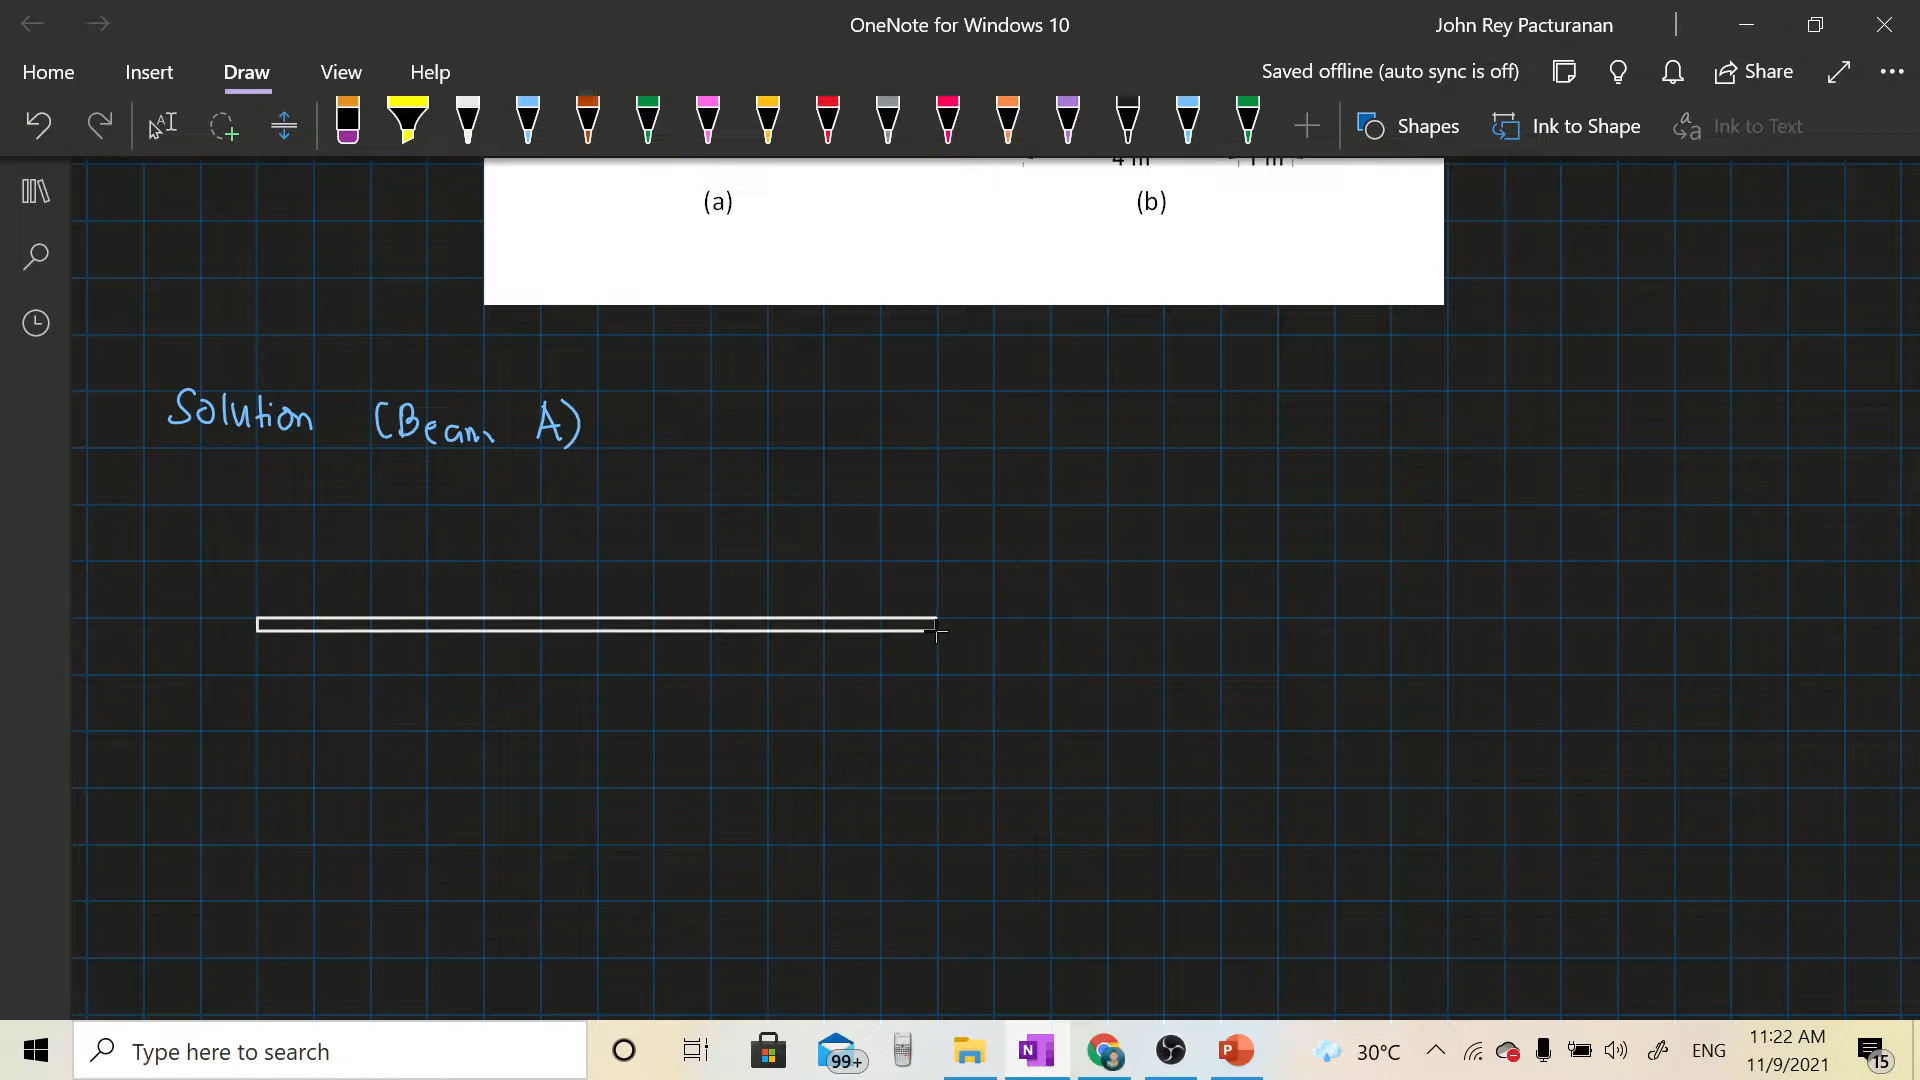 OneNote for Windows 10
John Rey Pacturanan
Home Insert Draw View Help
Saved offline (auto sync is off)
Share
Shapes
Ink to Shape
Ink to Text
4 m 1 m
(a) (b)
Solution (Beam A)
Type here to search
99+
N
P
30°C
ENG
11:22 AM
11/9/2021
15